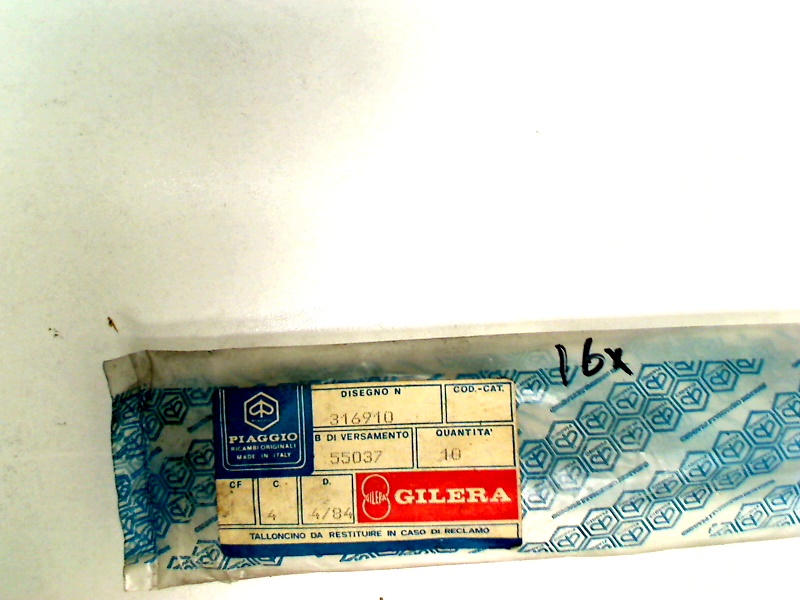 16x
DISEGNO N
COD.-CAT.
316910
PIAGGIO
RICAMBI ORIGINALI
MADE IN ITALY
B DI VERSAMENTO
QUANTITA'
55037
10
CF
C.
D.
4
4/84
GILERA
GILERA
TALLONCINO DA RESTITUIRE IN CASO DI RECLAMO